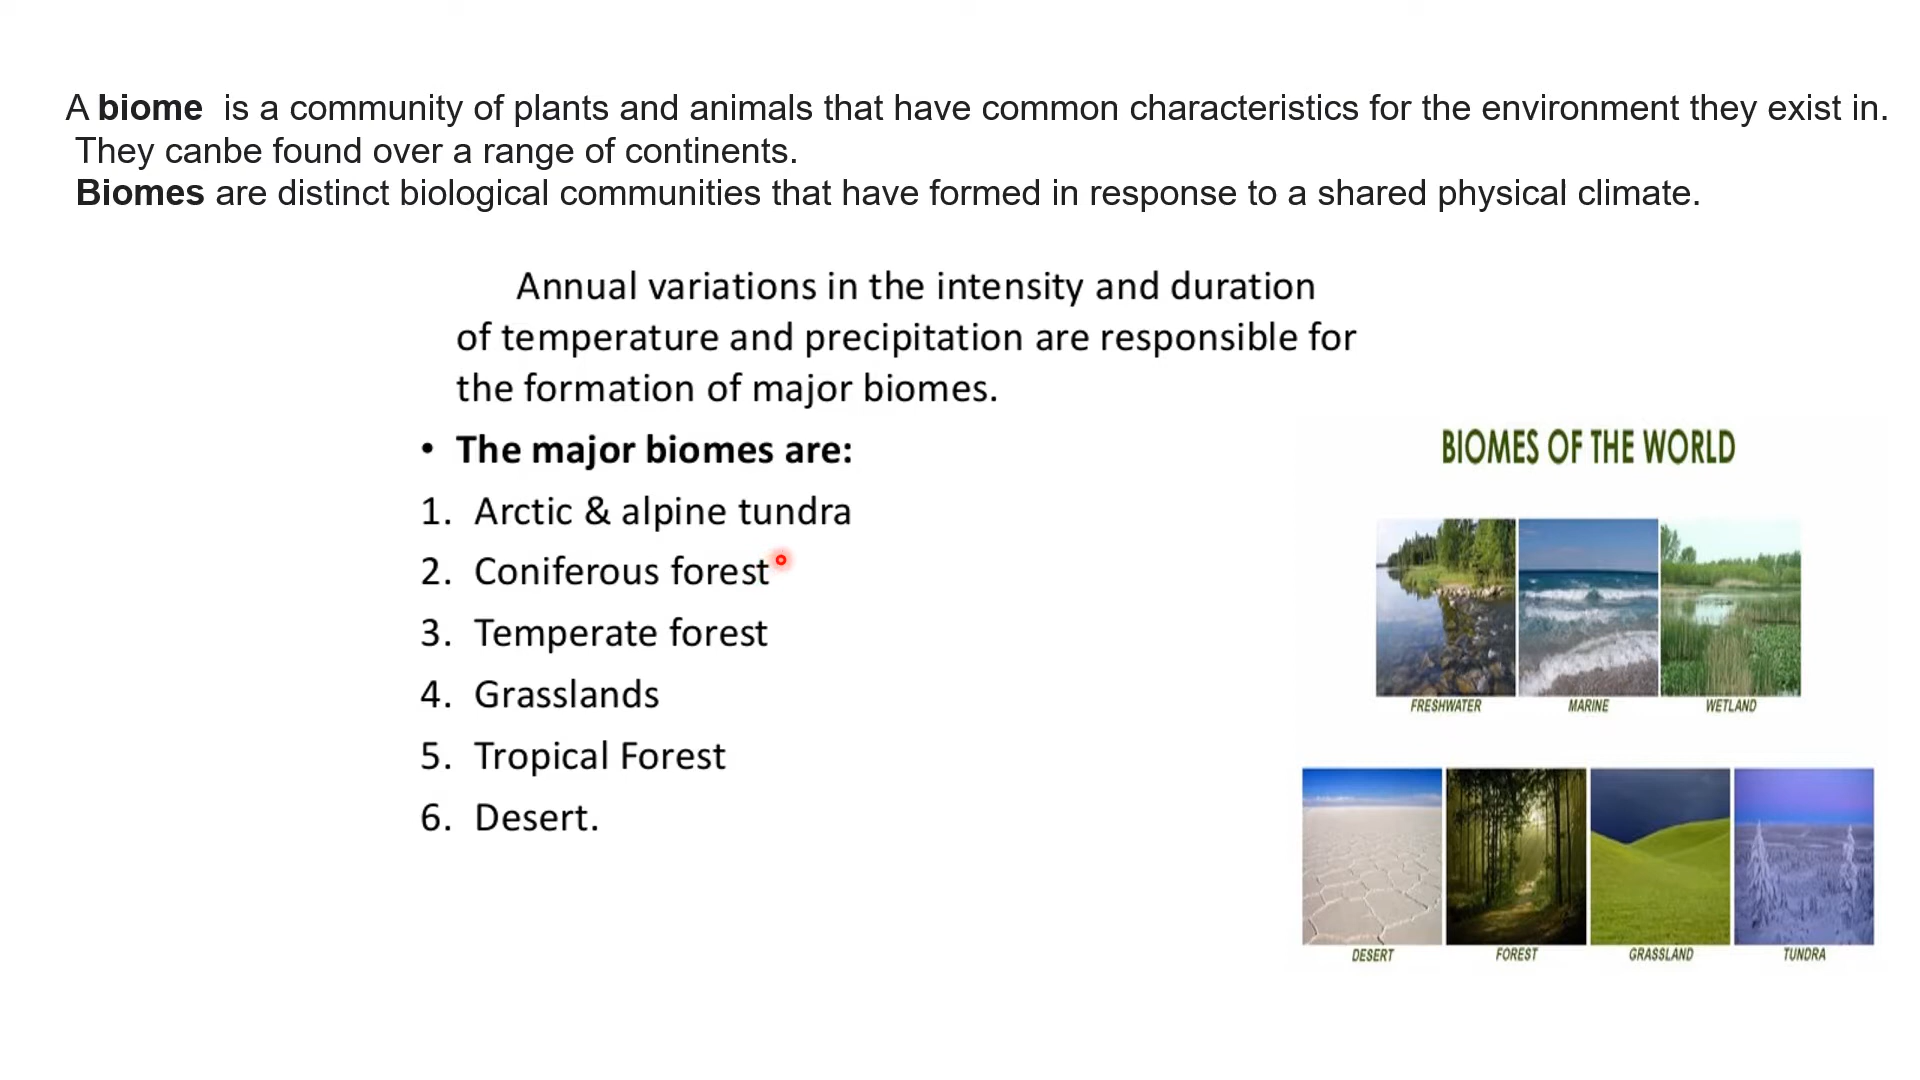 A biome  is a community of plants and animals that have common characteristics for the environment they exist in.
They canbe found over a range of continents.
Biomes are distinct biological communities that have formed in response to a shared physical climate.
Annual variations in the intensity and duration
of temperature and precipitation are responsible for
the formation of major biomes.
• The major biomes are:
1. Arctic & alpine tundra
2. Coniferous forest
3. Temperate forest
4. Grasslands
5. Tropical Forest
6. Desert.
BIOMES OF THE WORLD
FRESHWATER MARINE WETLAND
DESERT FOREST GRASSLAND TUNDRA